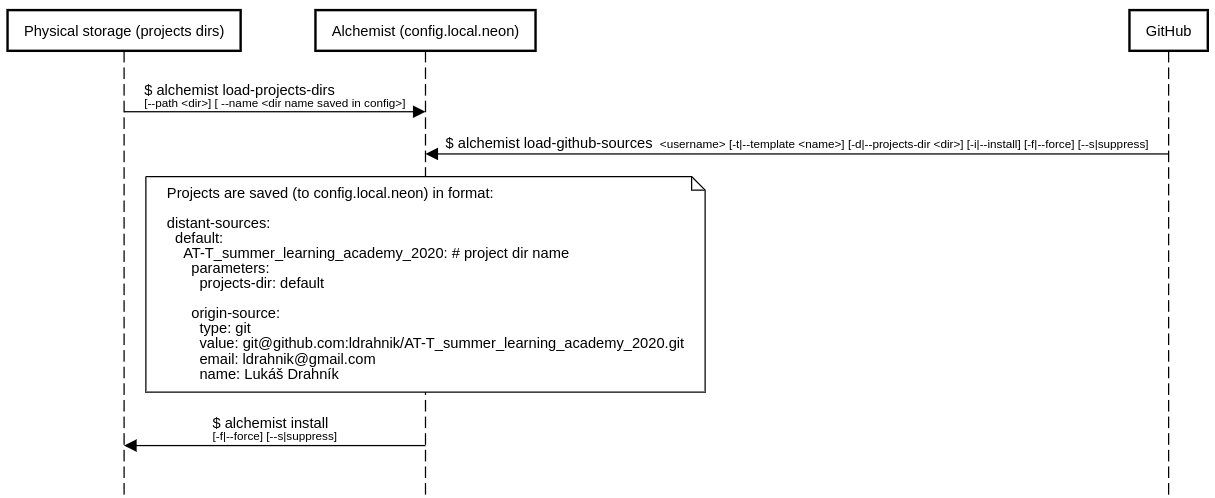 Physical storage (projects dirs)
Alchemist (config.local.neon)
GitHub
$ alchemist load-projects-dirs
[--path <dir>] [ --name <dir name saved in config>]
$ alchemist load-github-sources <username> [-t|--template <name>] [-d|--projects-dir <dir>] [-i|--install] [-f|--force] [--s|suppress]
Projects are saved (to config.local.neon) in format:
distant-sources:
default:
AT-T_summer_learning_academy_2020: # project dir name
parameters:
projects-dir: default
origin-source:
type: git
value: git@github.com:ldrahnik/AT-T_summer_learning_academy_2020.git
email: ldrahnik@gmail.com
name: Lukáš Drahník
$ alchemist install
[-f|--force] [--s|suppress]